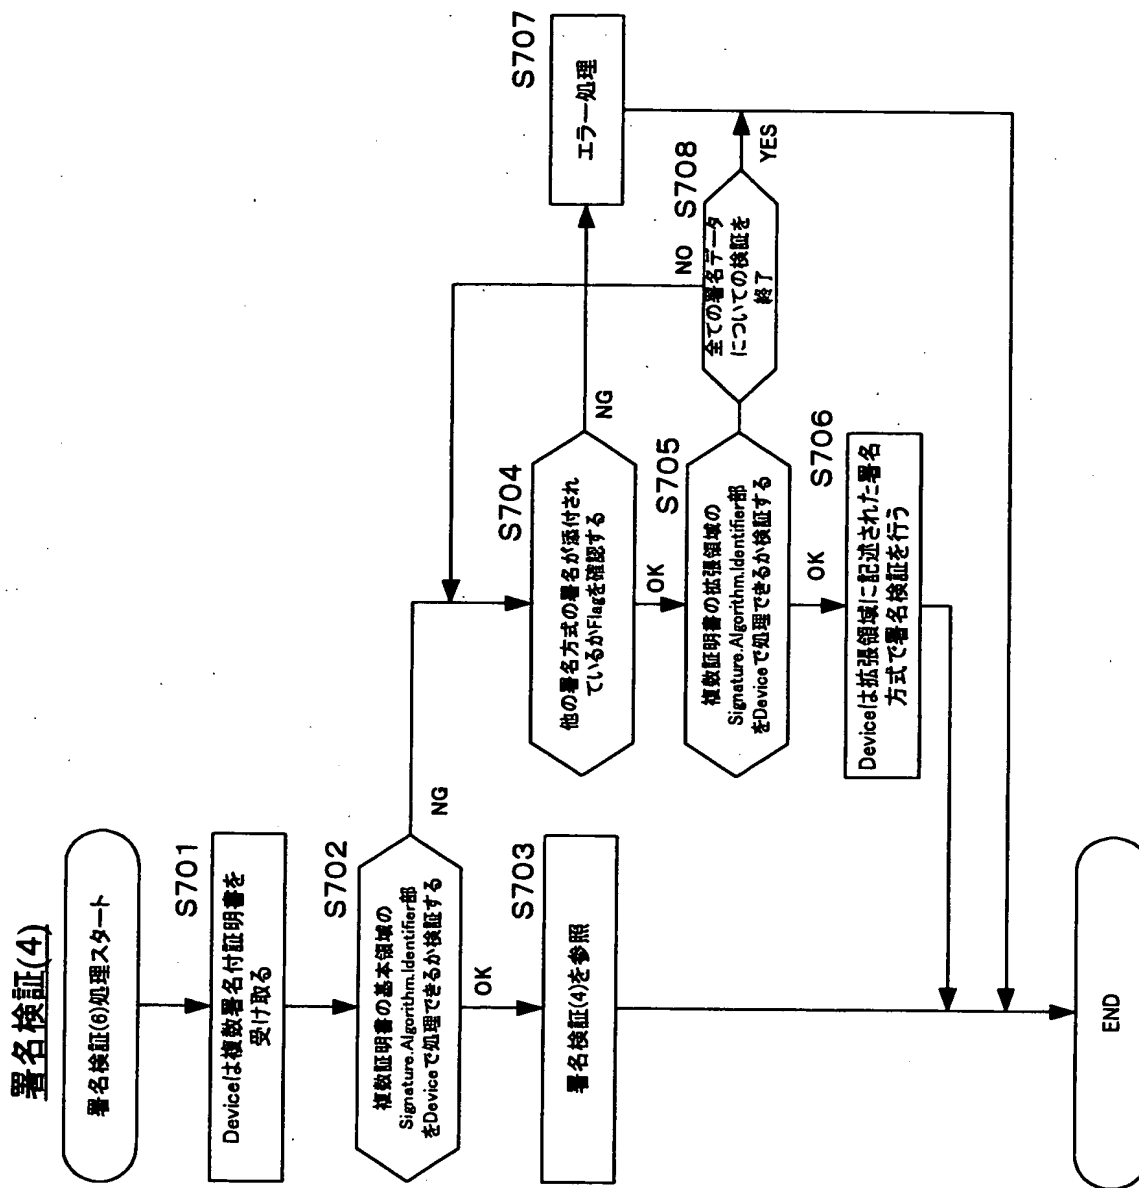 署名検証(4)
署名検証(6)処理スタート
S701
Deviceは複数署名付証明書を
受け取る
S702
複数証明書の基本領域の
Signature.Algorithm.Identifier部
をDeviceで処理できるか検証する
NG
OK
S703
署名検証(4)を参照
S704
他の署名方式の署名が添付され
ているかFlagを確認する
NG
OK
S705
複数証明書の拡張領域の
Signature.Algorithm.Identifier部
をDeviceで処理できるか検証する
OK
S706
Deviceは拡張領域に記述された署名
方式で署名検証を行う
S707
エラー処理
S708
全ての署名データ
についての検証を
終了
NO
YES
END